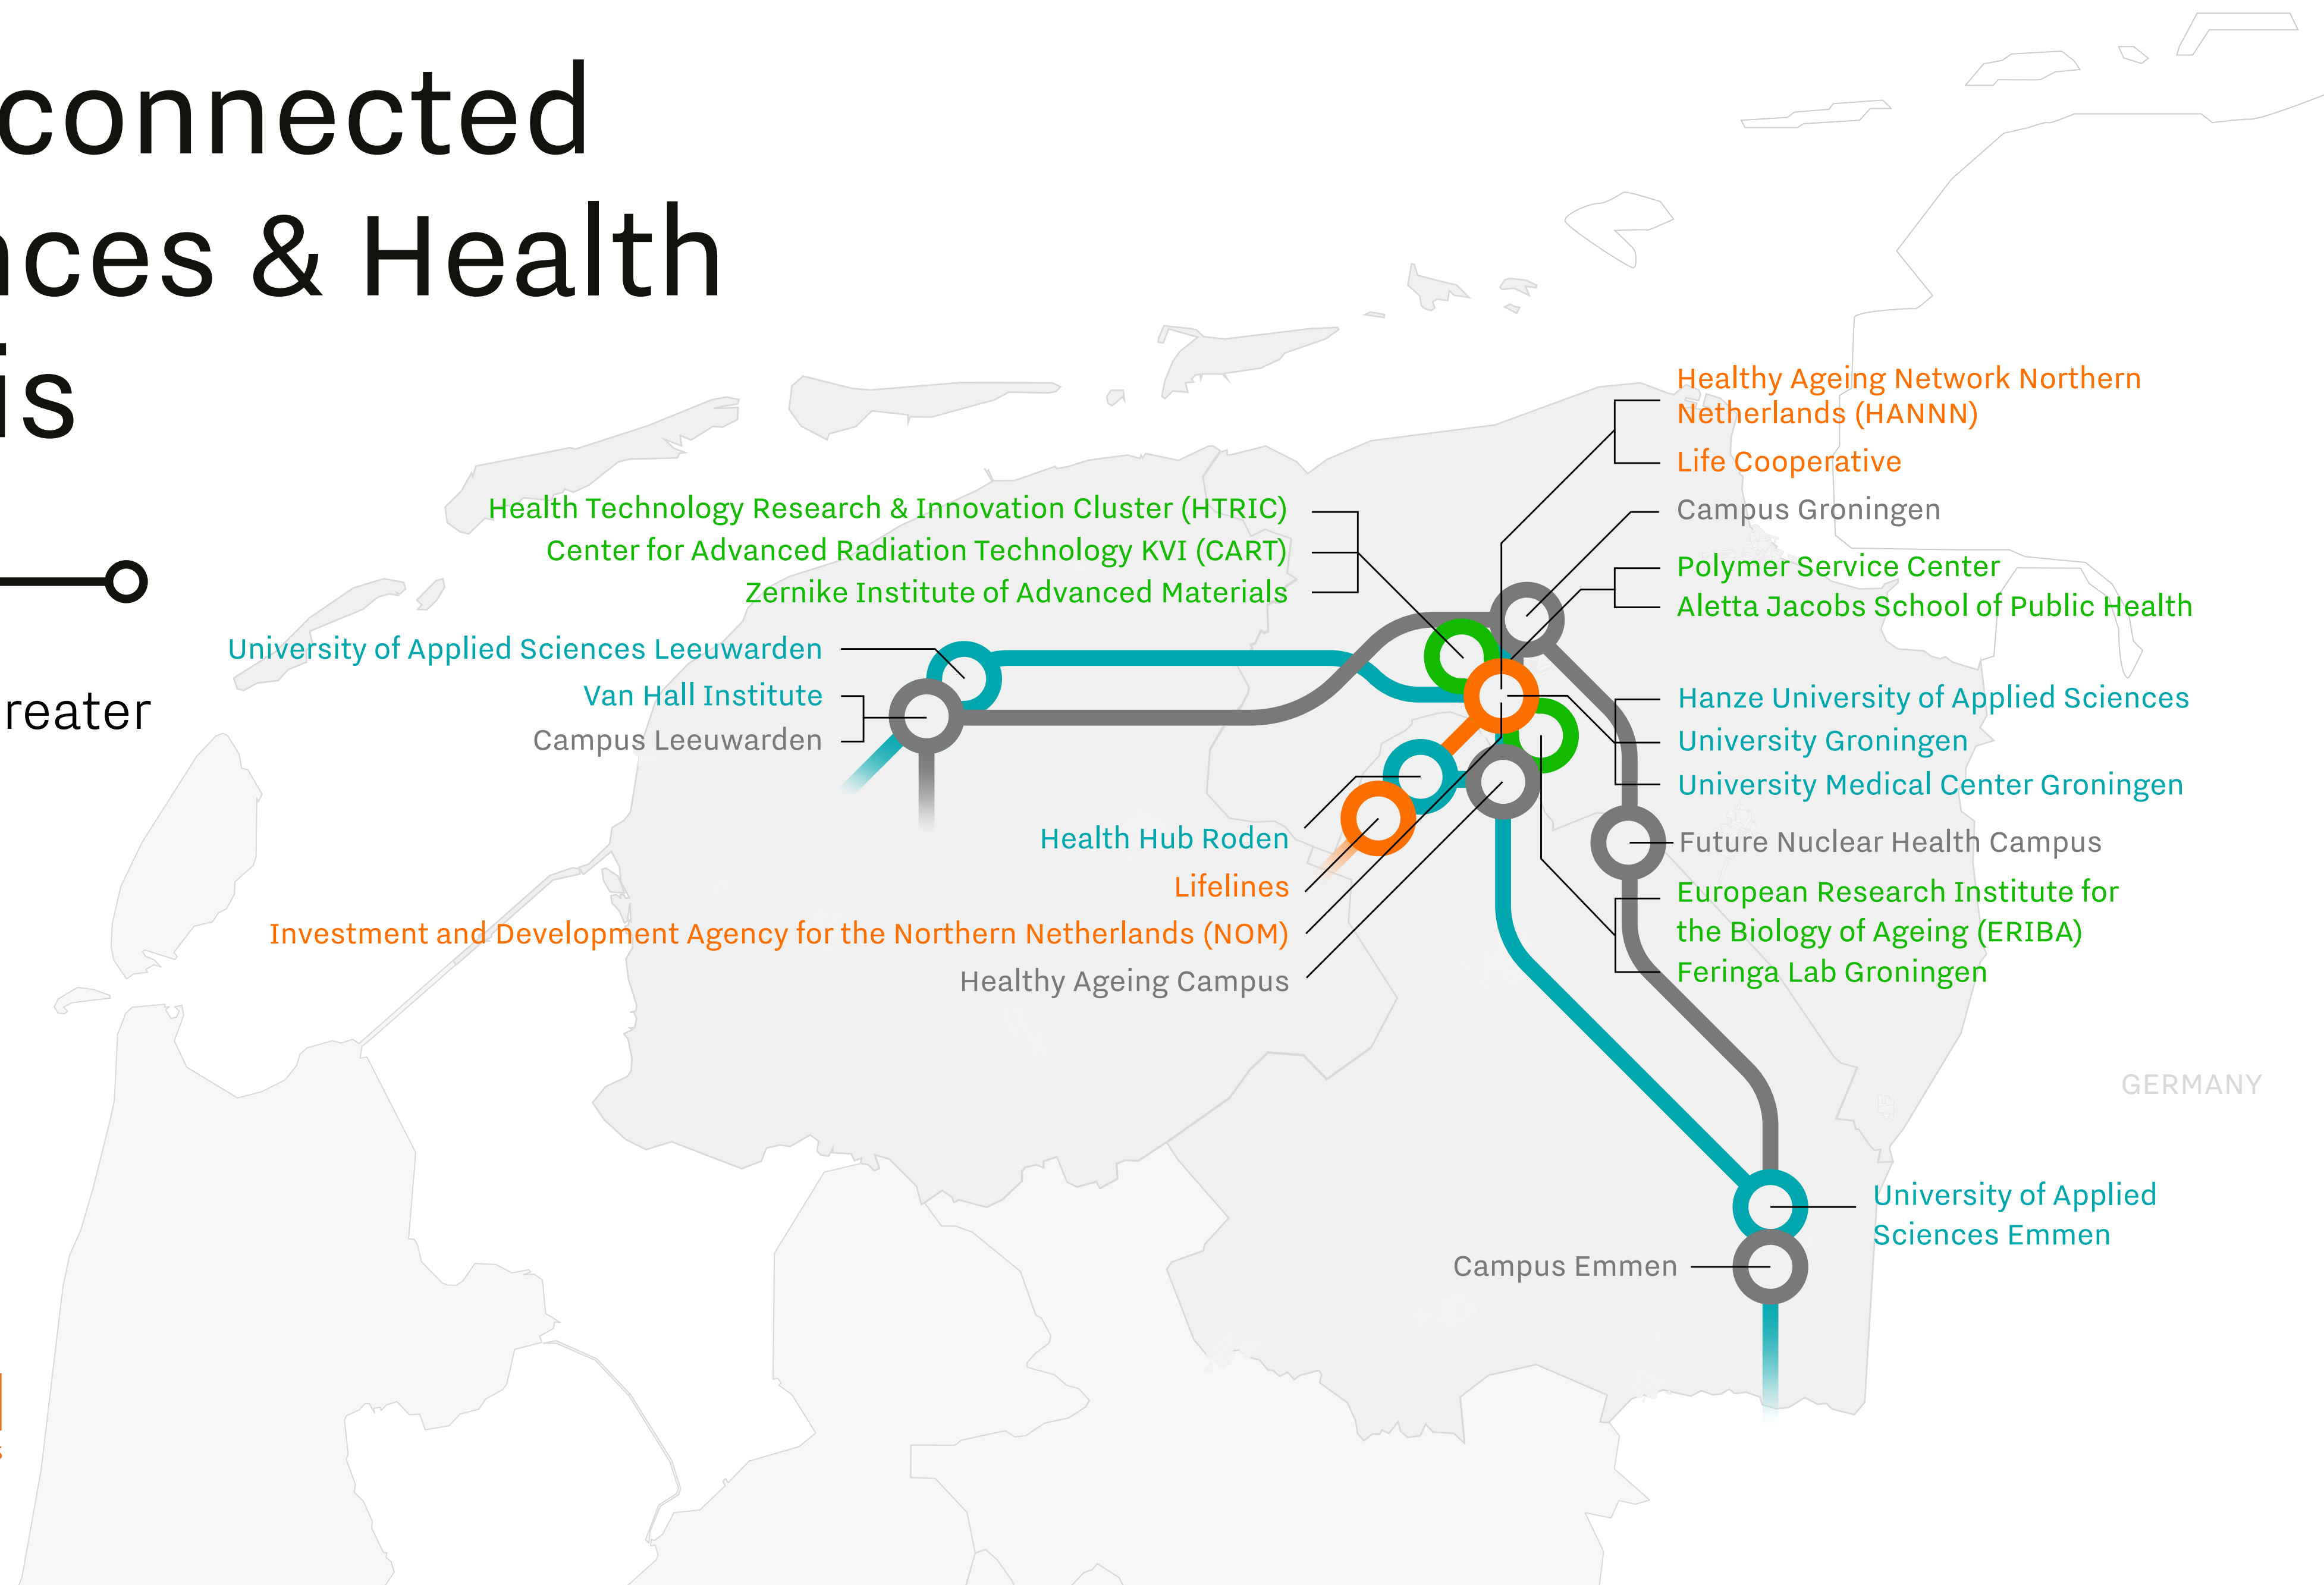 connected
nces & Health
is
reater
Healthy Ageing Network Northern
Netherlands (HANNN)
Life Cooperative
Campus Groningen
Health Technology Research & Innovation Cluster (HTRIC)
Center for Advanced Radiation Technology KVI (CART)
Zernike Institute of Advanced Materials
Polymer Service Center
Aletta Jacobs School of Public Health
University of Applied Sciences Leeuwarden
Van Hall Institute
Campus Leeuwarden
Hanze University of Applied Sciences
University Groningen
University Medical Center Groningen
Health Hub Roden
Lifelines
Investment and Development Agency for the Northern Netherlands (NOM)
Healthy Ageing Campus
Future Nuclear Health Campus
European Research Institute for
the Biology of Ageing (ERIBA)
Feringa Lab Groningen
GERMANY
University of Applied
Sciences Emmen
Campus Emmen